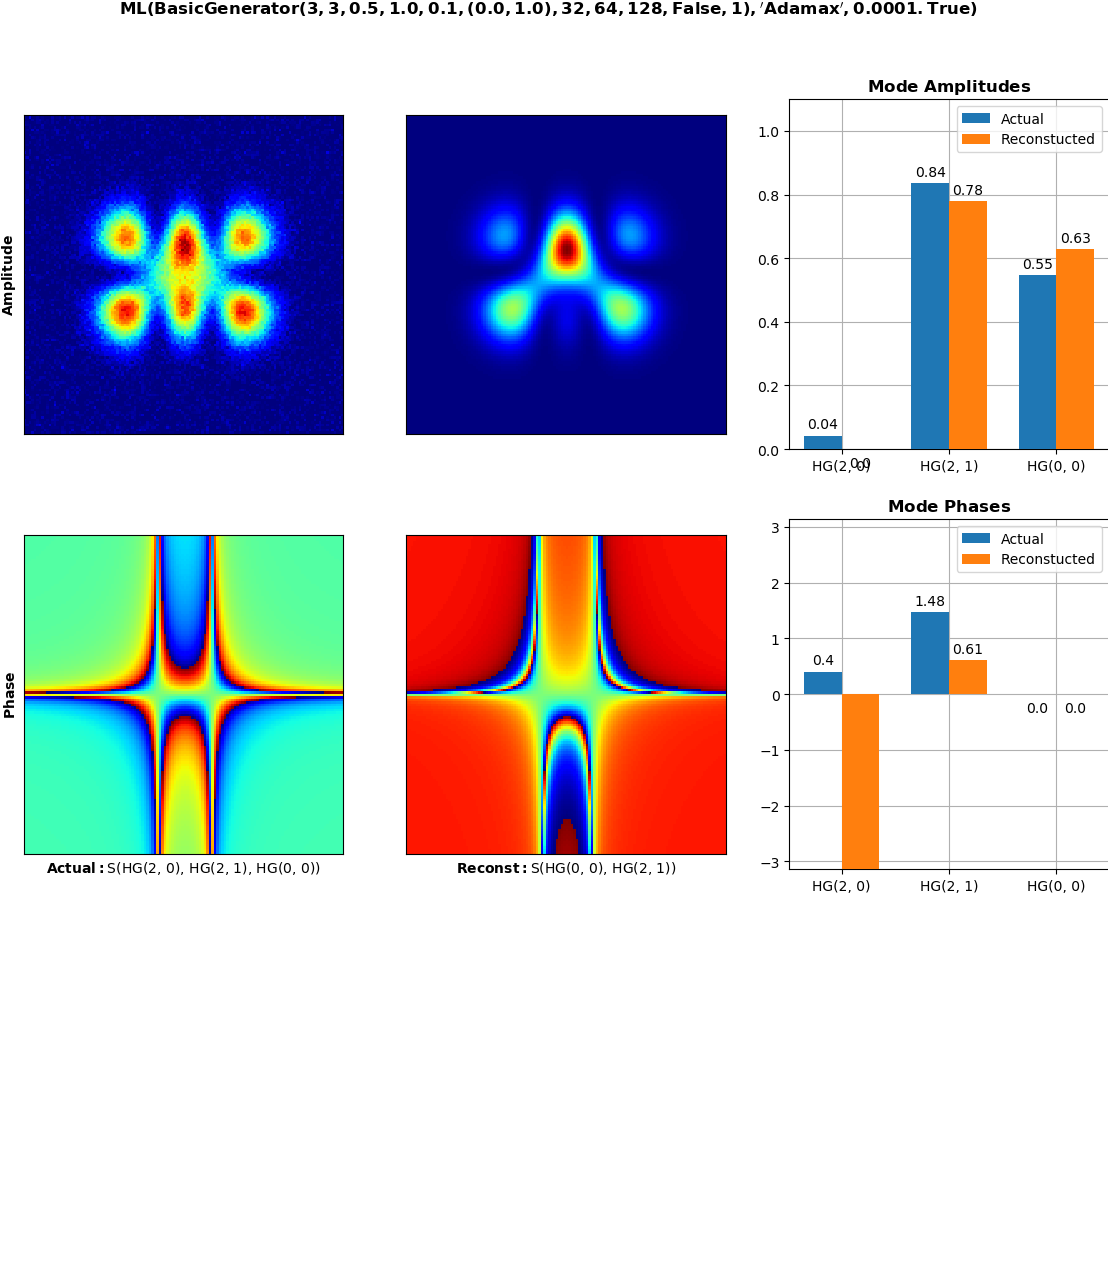 ML(BasicGenerator(3, 3, 0.5, 1.0, 0.1, (0.0, 1.0), 32, 64, 128, False, 1), ′Adamax′, 0.0001. True)
Amplitude
Mode Amplitudes
Actual
Reconstucted
1.0
0.8
0.6
0.4
0.2
0.0
0.04
0.0
0.84
0.78
0.55
0.63
HG(2, 0)
HG(2, 1)
HG(0, 0)
Phase
Actual: S(HG(2, 0), HG(2, 1), HG(0, 0))
Reconst: S(HG(0, 0), HG(2, 1))
Mode Phases
Actual
Reconstucted
3
2
1
0
−1
−2
−3
0.4
1.48
0.61
0.0
0.0
HG(2, 0)
HG(2, 1)
HG(0, 0)